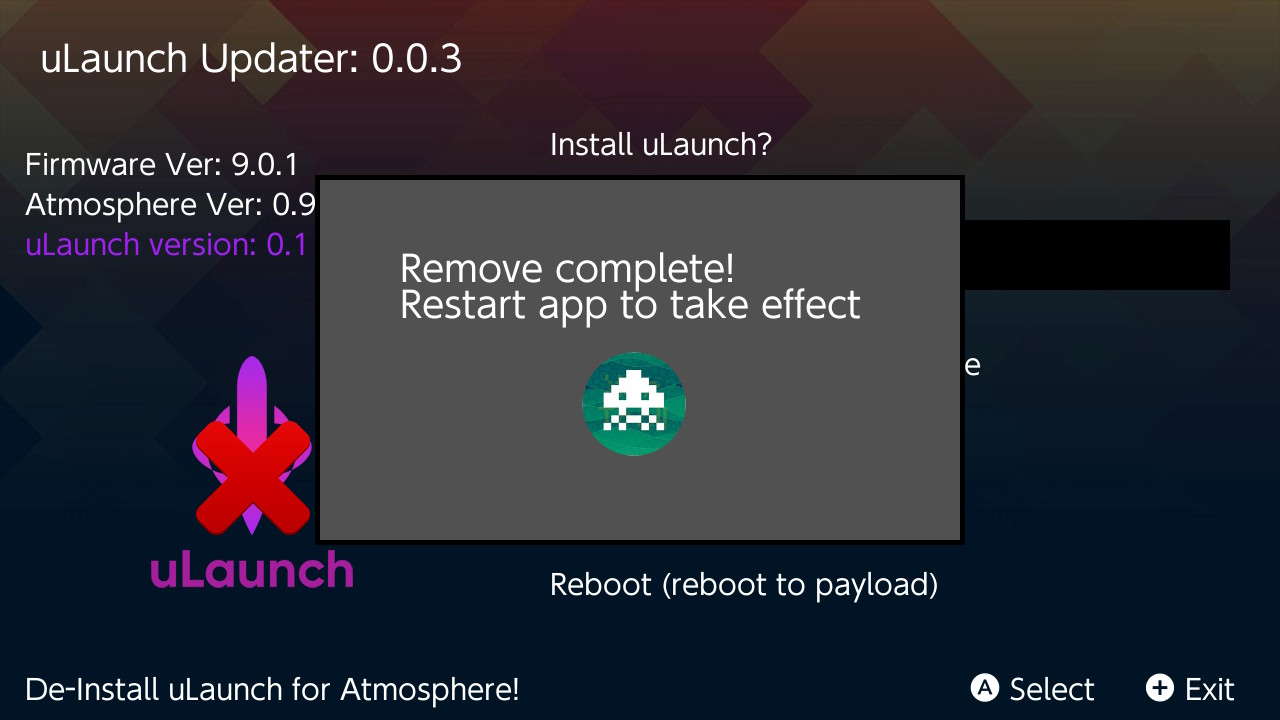 uLaunch Updater: 0.0.3
Install uLaunch?
Firmware Ver: 9.0.1
Atmosphere Ver: 0.9
uLaunch version: 0.1
Remove complete!
Restart app to take effect
e
uLaunch
Reboot (reboot to payload)
De-Install uLaunch for Atmosphere!
A Select
+ Exit